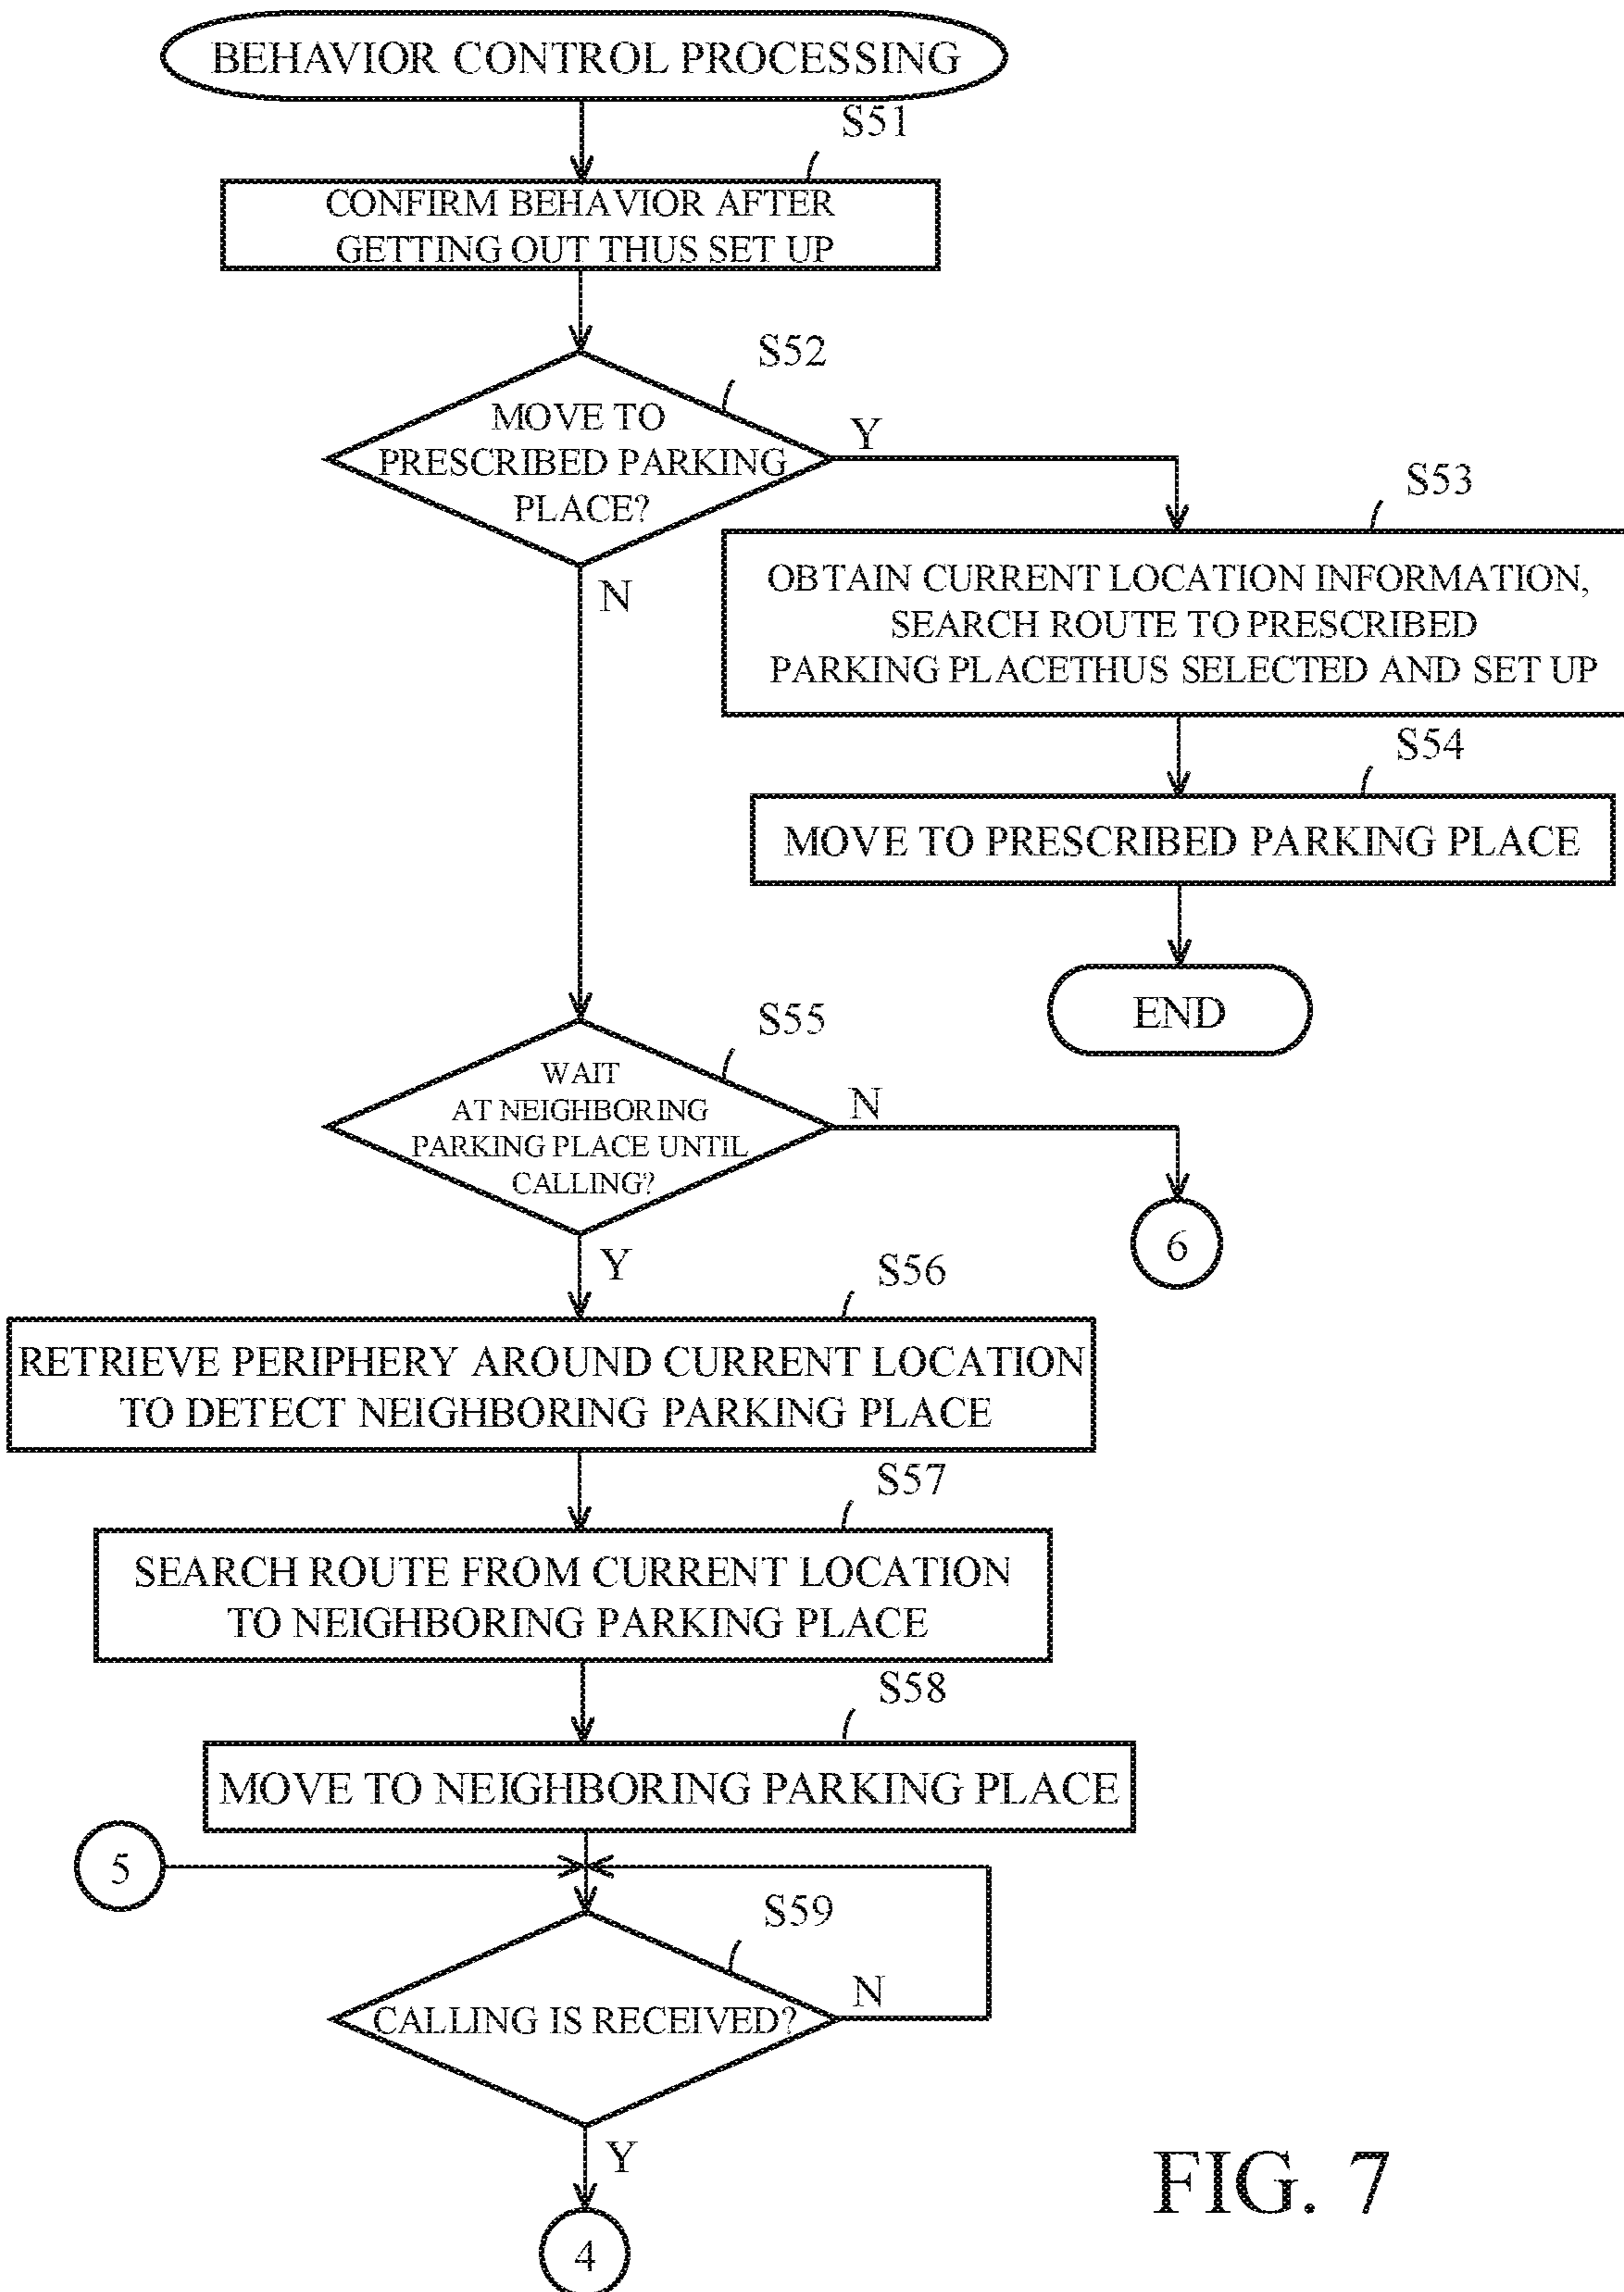 BEHAVIOR CONTROL PROCESSING
S51
CONFIRM BEHAVIOR AFTER
GETTING OUT THUS SET UP
S52
MOVE TO
PRESCRIBED PARKING
PLACE?
Y
N
S53
OBTAIN CURRENT LOCATION INFORMATION,
SEARCH ROUTE TO PRESCRIBED
PARKING PLACETHUS SELECTED AND SET UP
S54
MOVE TO PRESCRIBED PARKING PLACE
END
S55
WAIT
AT NEIGHBORING
PARKING PLACE UNTIL
CALLING?
N
6
Y
S56
RETRIEVE PERIPHERY AROUND CURRENT LOCATION
TO DETECT NEIGHBORING PARKING PLACE
S57
SEARCH ROUTE FROM CURRENT LOCATION
TO NEIGHBORING PARKING PLACE
S58
MOVE TO NEIGHBORING PARKING PLACE
5
S59
CALLING IS RECEIVED?
N
Y
4
FIG. 7